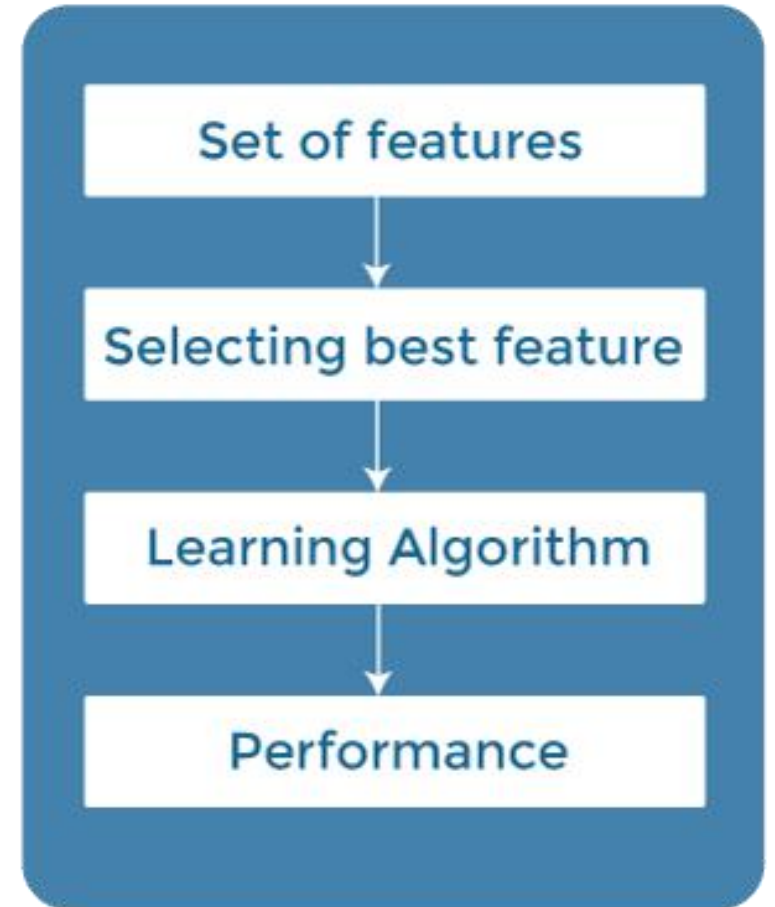 Set of features
Selecting best feature
Learning Algorithm
Performance